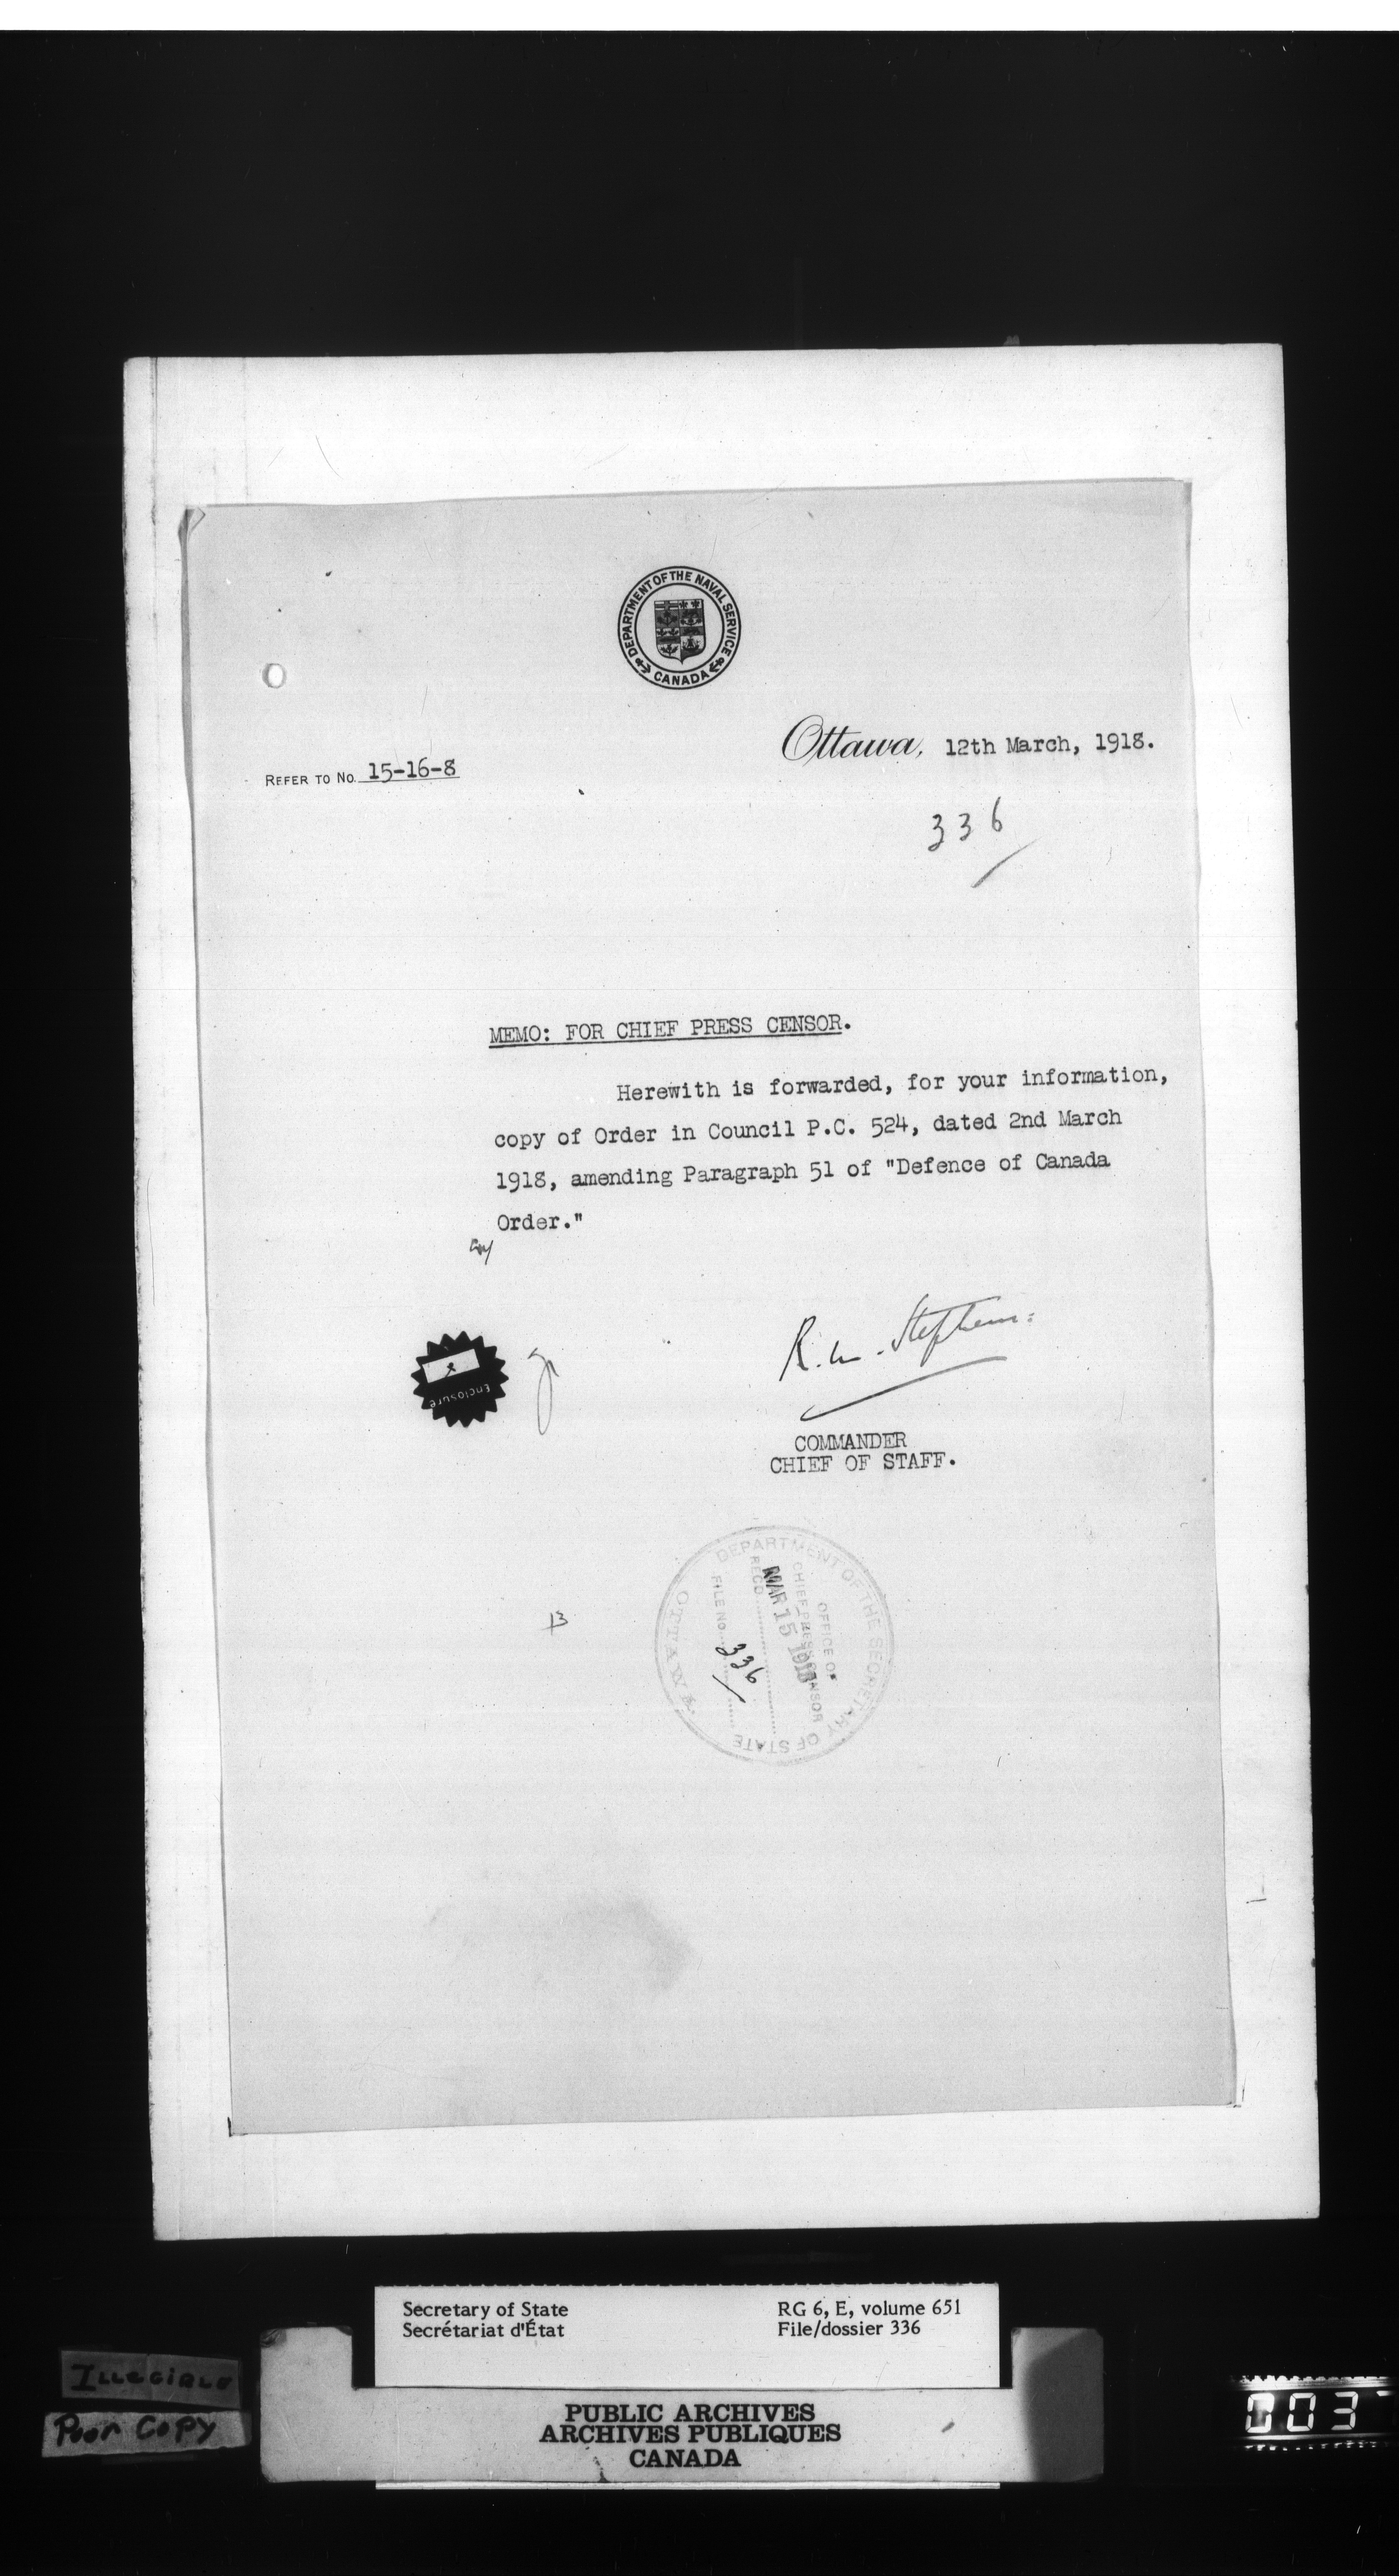 DEPARTMENT OF THE NAVAL SERVICE
CANADA
Ottawa, 12th March, 1918.
REFER TO No. 15-16-8
336
MEMO: FOR CHIEF PRESS CENSOR.
Herewith is forwarded, for your information,
copy of Order in Council P.C. 524, dated 2nd March
1918, amending Paragraph 51 of "Defence of Canada
Order."
Enclosure
R. W. Stephens
COMMANDER
CHIEF OF STAFF.
DEPARTMENT OF THE SECRETARY OF STATE
OTTAWA
OFFICE OF
CHIEF PRESS CENSOR
MAR 15 1918
REC'D
FILE NO. 336
Secretary of State
Secrétariat d'État
RG 6, E, volume 651
File/dossier 336
ILLEGIBLE
POOR COPY
PUBLIC ARCHIVES
ARCHIVES PUBLIQUES
CANADA
003